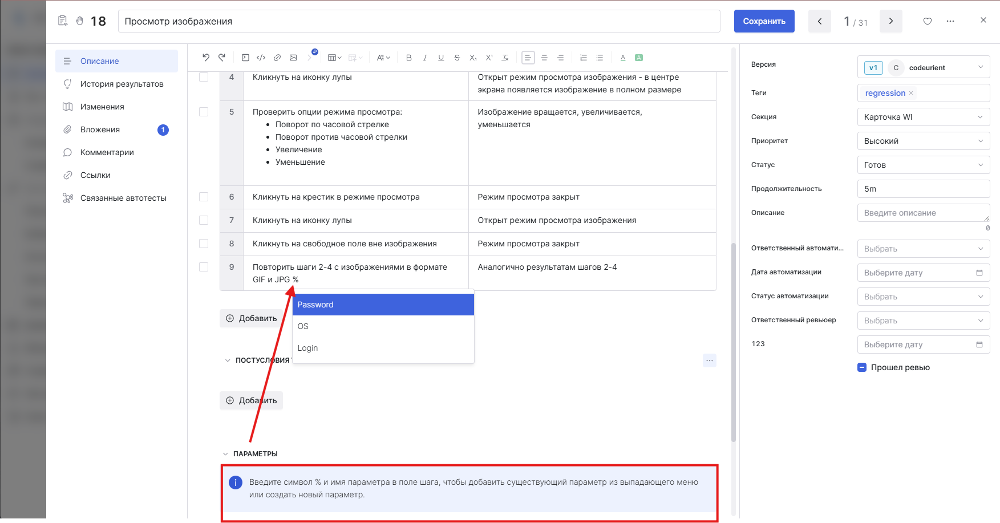 18
Просмотр изображения
Сохранить
1 / 31
Описание
История результатов
Изменения
Вложения
1
Комментарии
Ссылки
Связанные автотесты
4
Кликнуть на иконку лупы
Открыт режим просмотра изображения - в центре
экрана появляется изображение в полном размере
5
Проверить опции режима просмотра:
Поворот по часовой стрелке
Поворот против часовой стрелки
Увеличение
Уменьшение
Изображение вращается, увеличивается,
уменьшается
6
Кликнуть на крестик в режиме просмотра
Режим просмотра закрыт
7
Кликнуть на иконку лупы
Открыт режим просмотра изображения
8
Кликнуть на свободное поле вне изображения
Режим просмотра закрыт
9
Повторить шаги 2-4 с изображениями в формате
GIF и JPG %
Аналогично результатам шагов 2-4
Password
OS
Login
Добавить
ПОСТУСЛОВИЯ
Добавить
ПАРАМЕТРЫ
Введите символ % и имя параметра в поле шага, чтобы добавить существующий параметр из выпадающего меню
или создать новый параметр.
Версия
v1 C codeurient
Теги
regression ×
Секция
Карточка WI
Приоритет
Высокий
Статус
Готов
Продолжительность
5m
Описание
Введите описание
0
Ответственный автомати...
Выбрать
Дата автоматизации
Выберите дату
Статус автоматизации
Выбрать
Ответственный ревьюер
Выбрать
123
Выберите дату
Прошел ревью